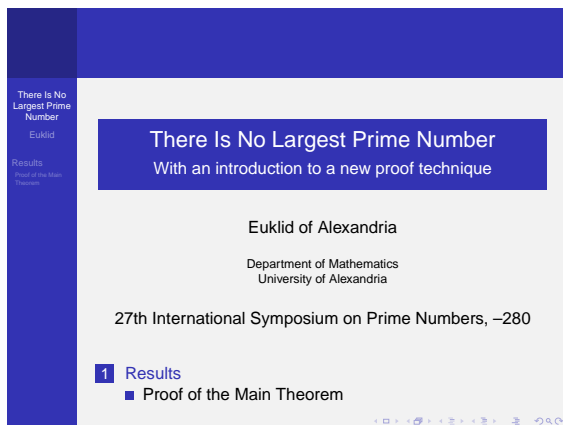 There Is No
Largest Prime
Number
Euklid
Results
Proof of the Main
Theorem
There Is No Largest Prime Number
With an introduction to a new proof technique
Euklid of Alexandria
Department of Mathematics
University of Alexandria
27th International Symposium on Prime Numbers, –280
1 Results
Proof of the Main Theorem